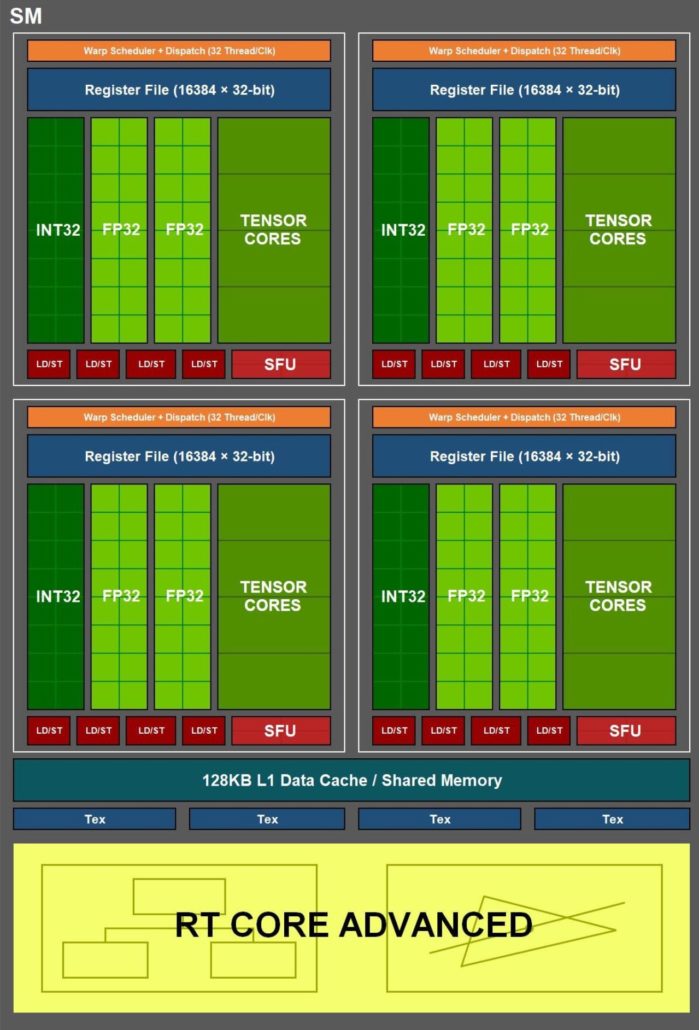 SM
Warp Scheduler + Dispatch (32 Thread/Clk)
Register File (16384 × 32-bit)
INT32
FP32
FP32
TENSOR
CORES
LD/ST
LD/ST
LD/ST
LD/ST
SFU
Warp Scheduler + Dispatch (32 Thread/Clk)
Register File (16384 × 32-bit)
INT32
FP32
FP32
TENSOR
CORES
LD/ST
LD/ST
LD/ST
LD/ST
SFU
Warp Scheduler + Dispatch (32 Thread/Clk)
Register File (16384 × 32-bit)
INT32
FP32
FP32
TENSOR
CORES
LD/ST
LD/ST
LD/ST
LD/ST
SFU
Warp Scheduler + Dispatch (32 Thread/Clk)
Register File (16384 × 32-bit)
INT32
FP32
FP32
TENSOR
CORES
LD/ST
LD/ST
LD/ST
LD/ST
SFU
128KB L1 Data Cache / Shared Memory
Tex
Tex
Tex
Tex
RT CORE ADVANCED